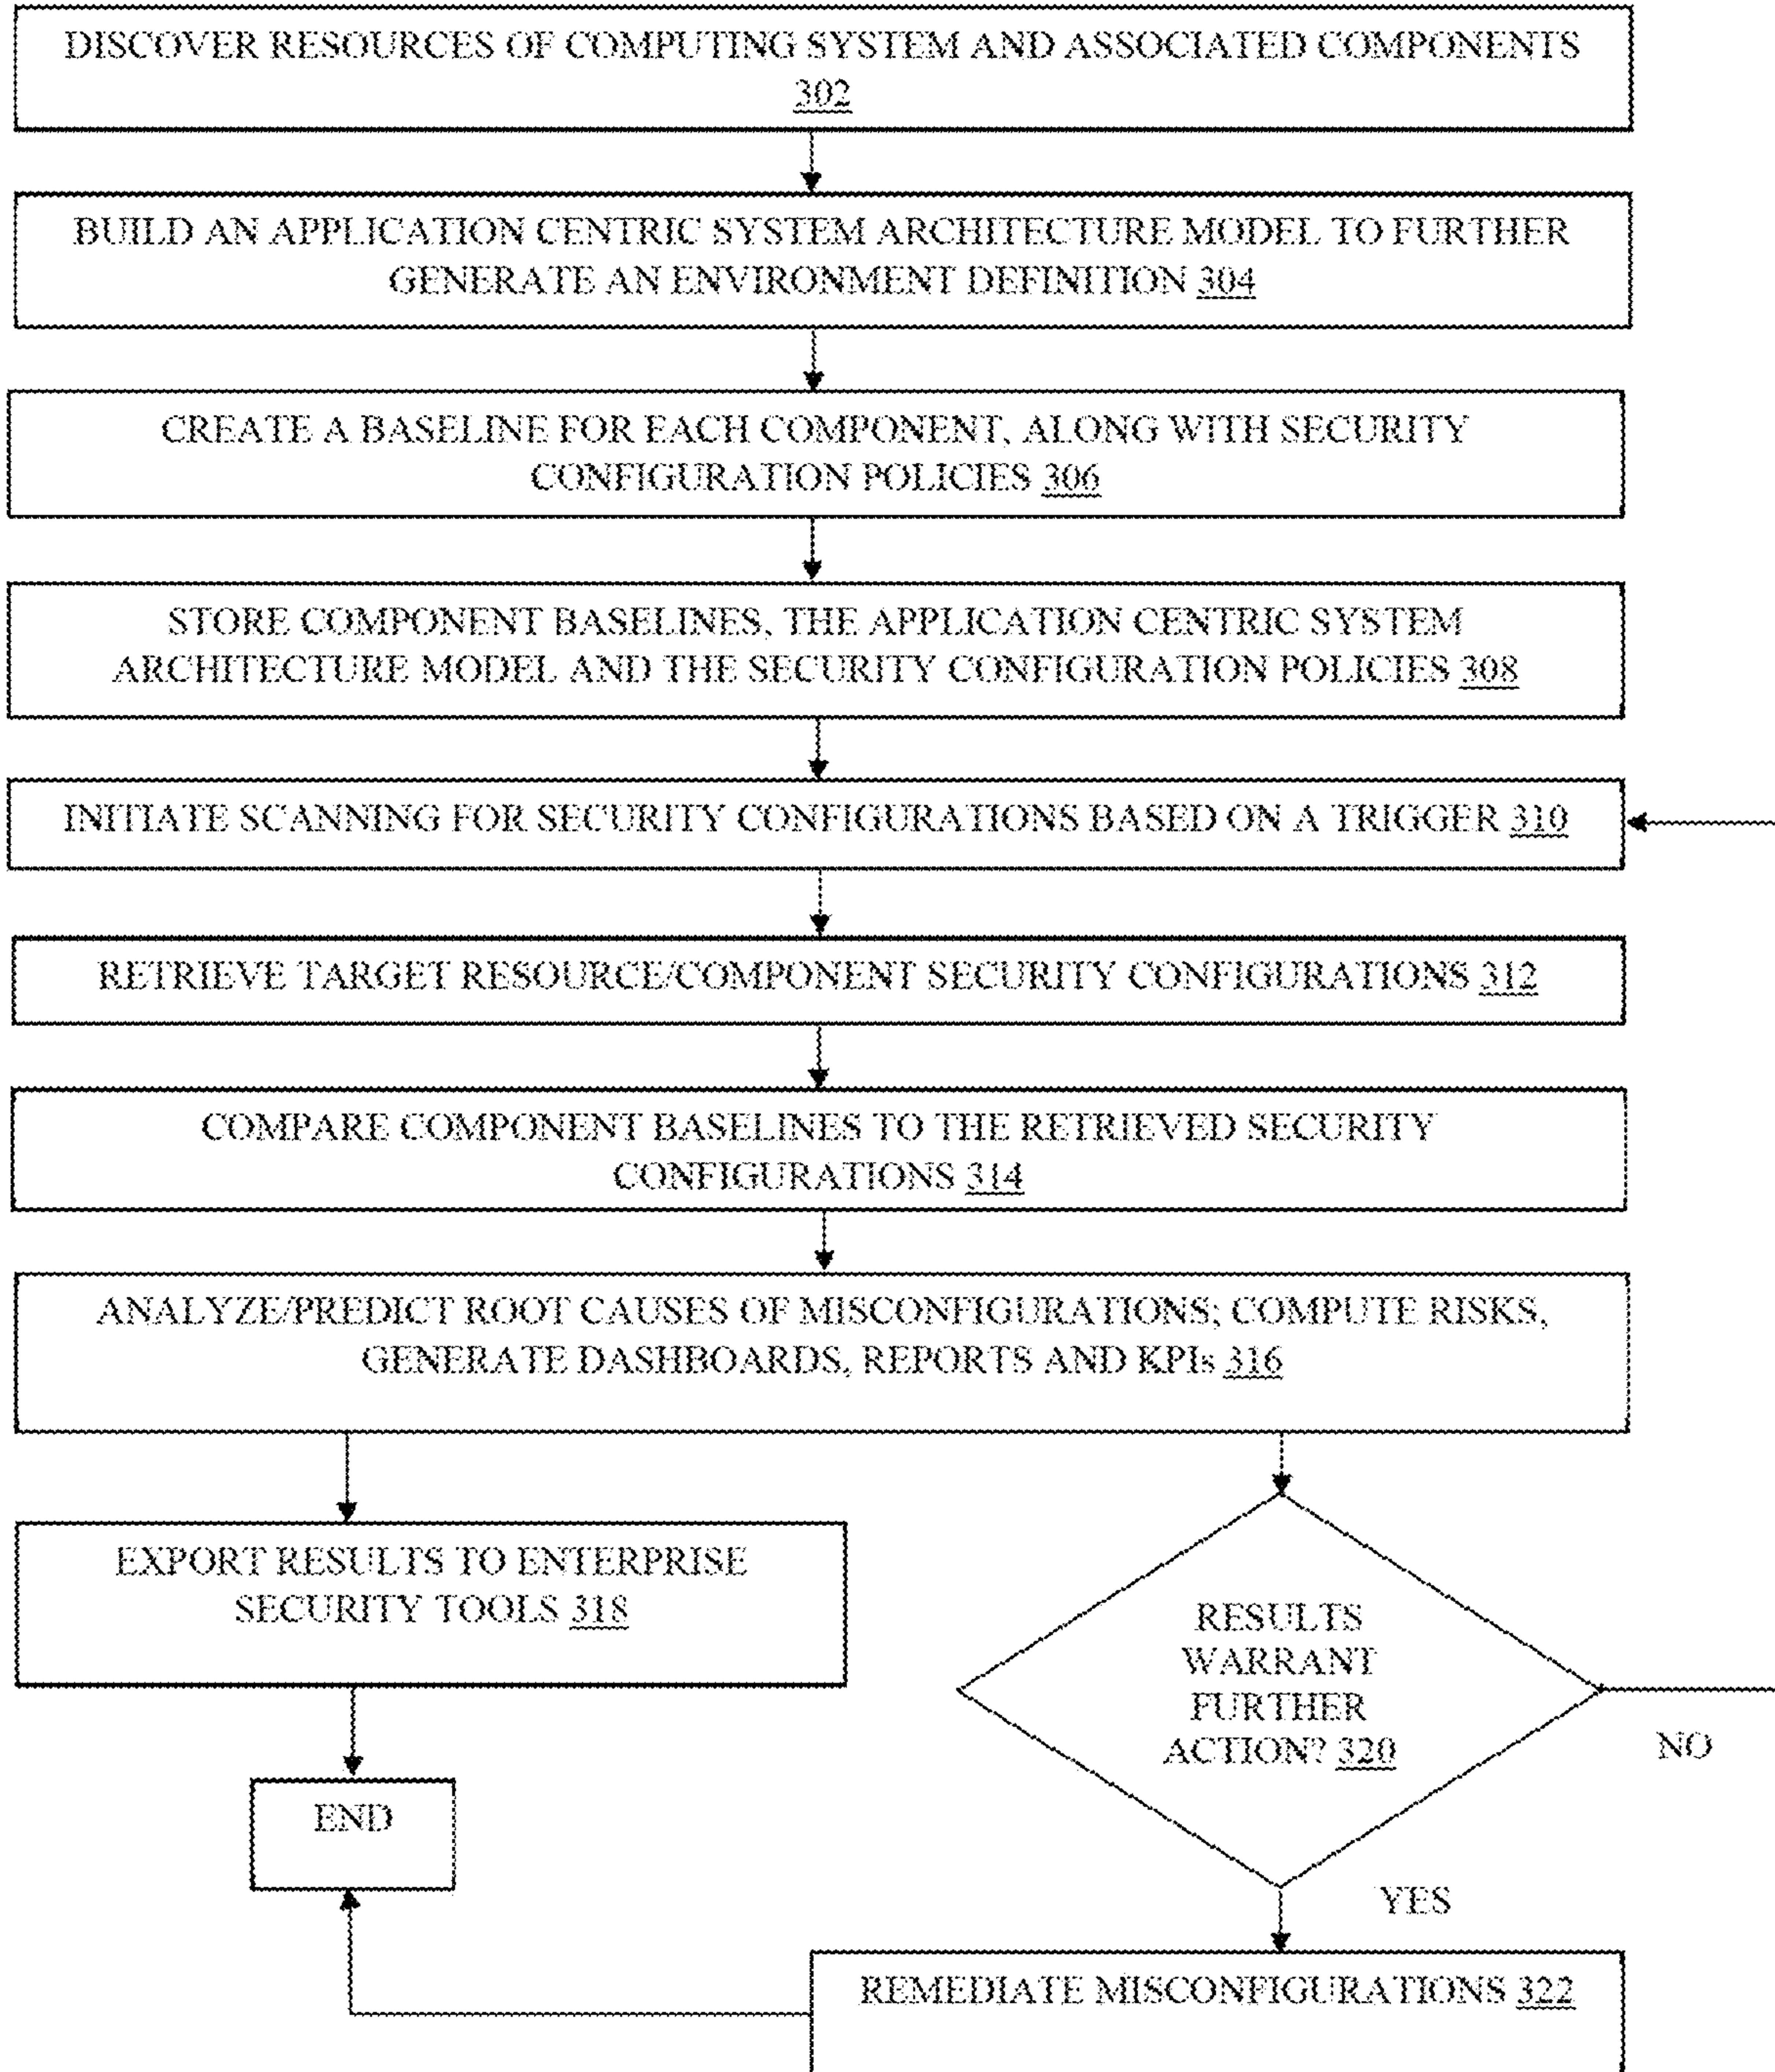 DISCOVER RESOURCES OF COMPUTING SYSTEM AND ASSOCIATED COMPONENTS
302
BUILD AN APPLICATION CENTRIC SYSTEM ARCHITECTURE MODEL TO FURTHER
GENERATE AN ENVIRONMENT DEFINITION 304
CREATE A BASELINE FOR EACH COMPONENT, ALONG WITH SECURITY
CONFIGURATION POLICIES 306
STORE COMPONENT BASELINES, THE APPLICATION CENTRIC SYSTEM
ARCHITECTURE MODEL AND THE SECURITY CONFIGURATION POLICIES 308
INITIATE SCANNING FOR SECURITY CONFIGURATIONS BASED ON A TRIGGER 310
RETRIEVE TARGET RESOURCE/COMPONENT SECURITY CONFIGURATIONS 312
COMPARE COMPONENT BASELINES TO THE RETRIEVED SECURITY
CONFIGURATIONS 314
ANALYZE/PREDICT ROOT CAUSES OF MISCONFIGURATIONS; COMPUTE RISKS,
GENERATE DASHBOARDS, REPORTS AND KPIs 316
EXPORT RESULTS TO ENTERPRISE
SECURITY TOOLS 318
RESULTS
WARRANT
FURTHER
ACTION? 320
NO
END
YES
REMEDIATE MISCONFIGURATIONS 322